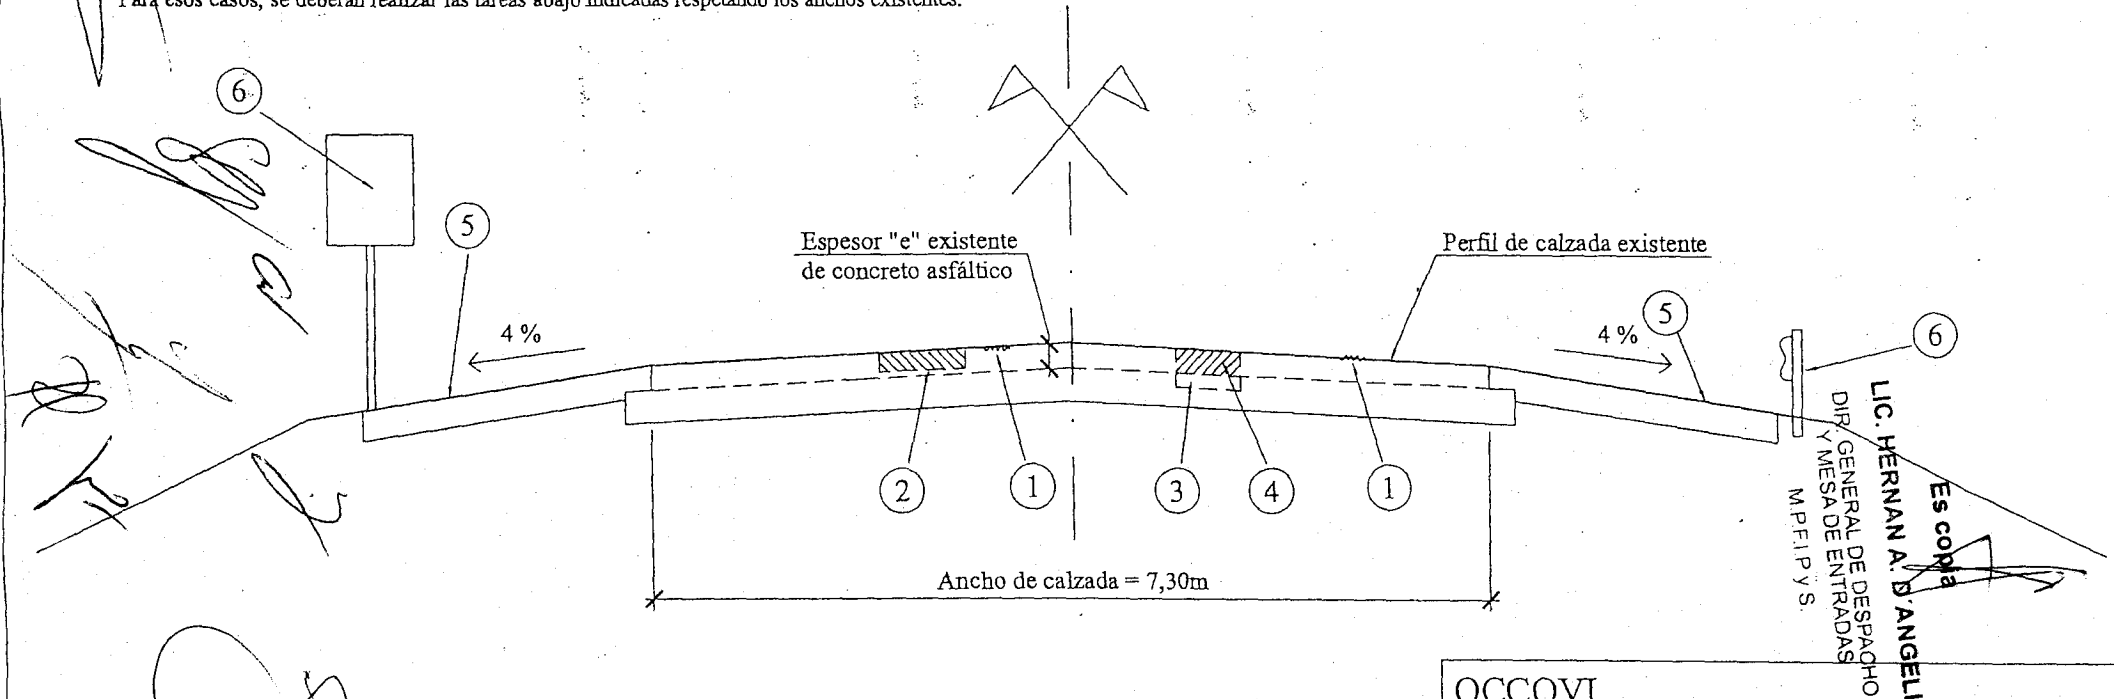 Para esos casos, se deberán realizar las tareas abajo indicadas respetando los anchos existentes.
6
5
4 %
Espesor "e" existente
de concreto asfáltico
Perfil de calzada existente
4 %
5
6
2
1
3
4
1
Ancho de calzada = 7,30m
Es copia
LIC. HERNAN A. D'ANGELI
DIR. GENERAL DE DESPACHO
Y MESA DE ENTRADAS
M.P.F.I.P y S.
OCCOVI